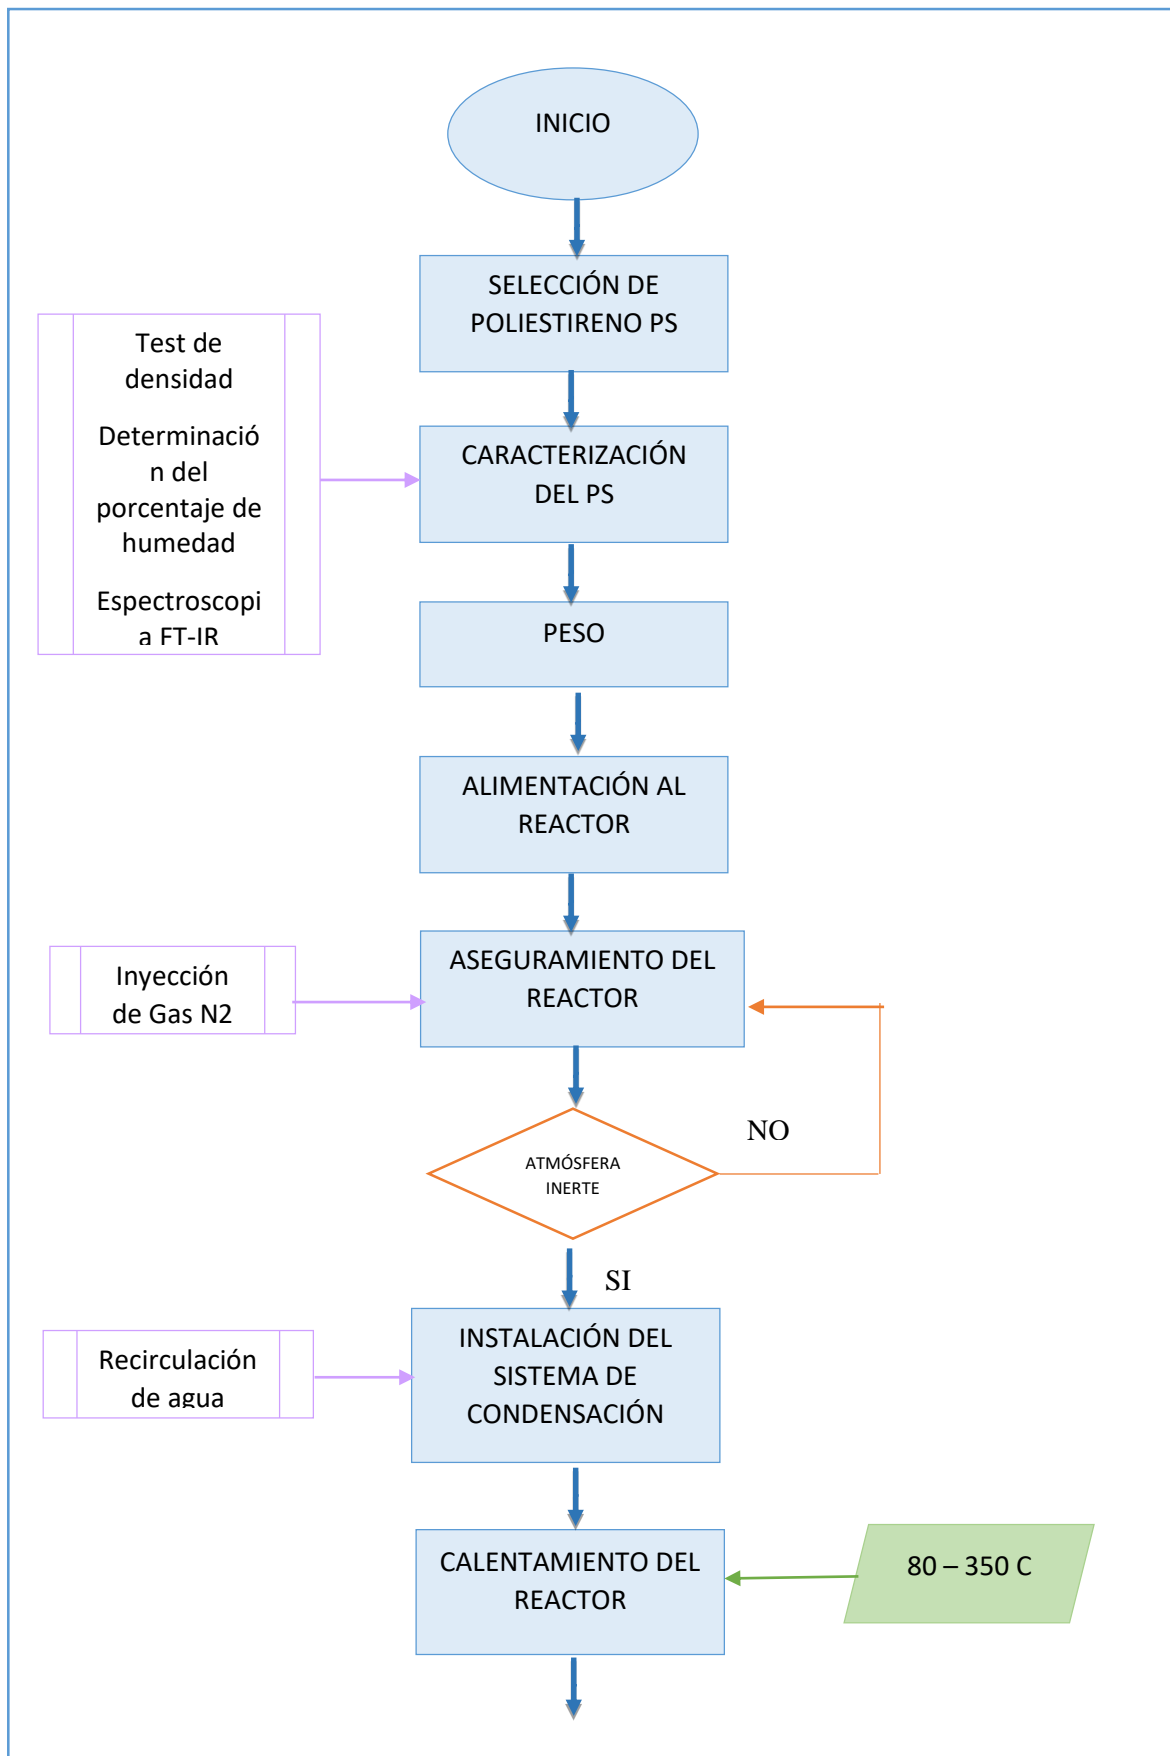 INICIO
SELECCIÓN DE
POLIESTIRENO PS
Test de
densidad
Determinació
n del
porcentaje de
humedad
Espectroscopi
a FT-IR
CARACTERIZACIÓN
DEL PS
PESO
ALIMENTACIÓN AL
REACTOR
Inyección
de Gas N2
ASEGURAMIENTO DEL
REACTOR
NO
ATMÓSFERA
INERTE
SI
Recirculación
de agua
INSTALACIÓN DEL
SISTEMA DE
CONDENSACIÓN
CALENTAMIENTO DEL
REACTOR
80 – 350 C